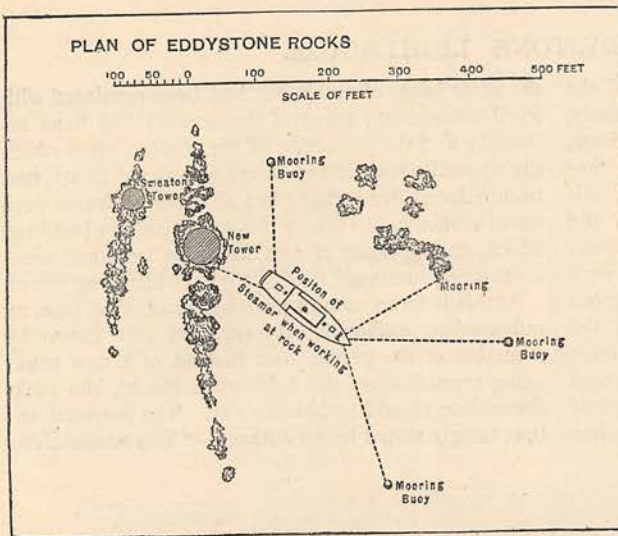 PLAN OF EDDYSTONE ROCKS
100 50 0 100 200 300 400 500 FEET
SCALE OF FEET
Mooring
Buoy
Smeaton's
Tower
New
Tower
Positon of
Steamer when working
at rock
Mooring
Mooring
Buoy
Mooring
Buoy